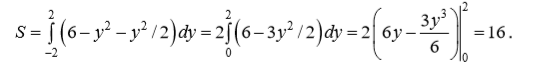 S = ∫_{-2}^{2} (6 − y² − y² / 2) dy = 2∫_{0}^{2} (6 − 3y² / 2) dy = 2(6y − 3y³/6)|_{0}^{2} = 16.